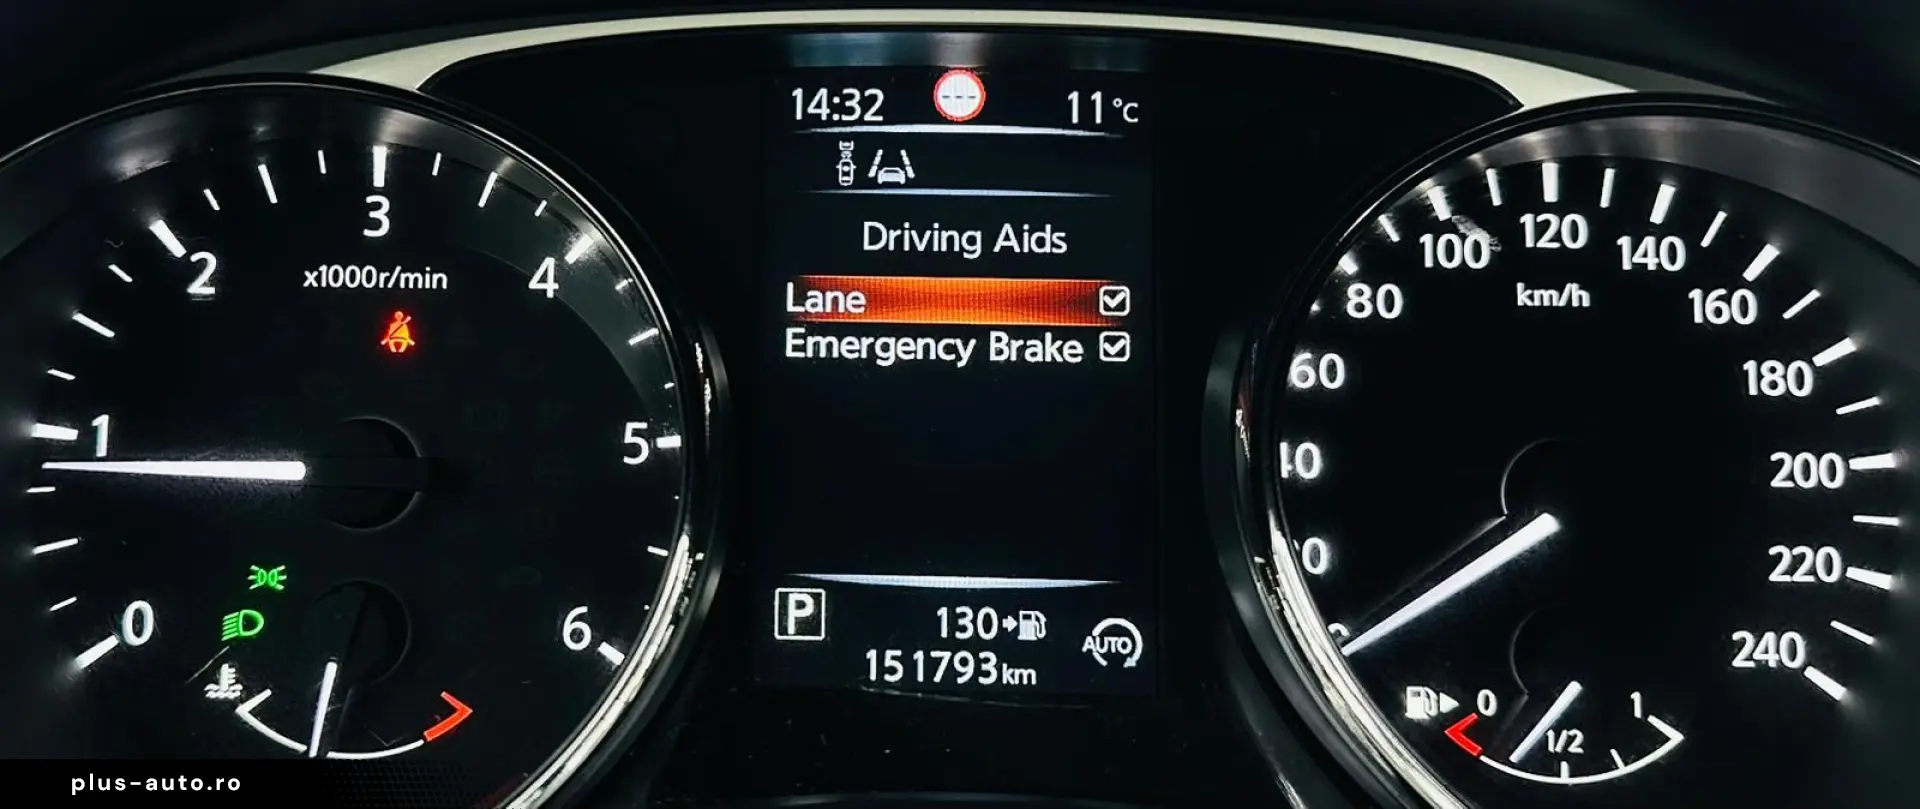 14:32
11°C
Driving Aids
Lane
Emergency Brake
P
130
AUTO
151793km
0
1
2
3
4
5
6
x1000r/min
80
100
120
140
160
180
200
220
240
60
km/h
0
1/2
1
plus-auto.ro